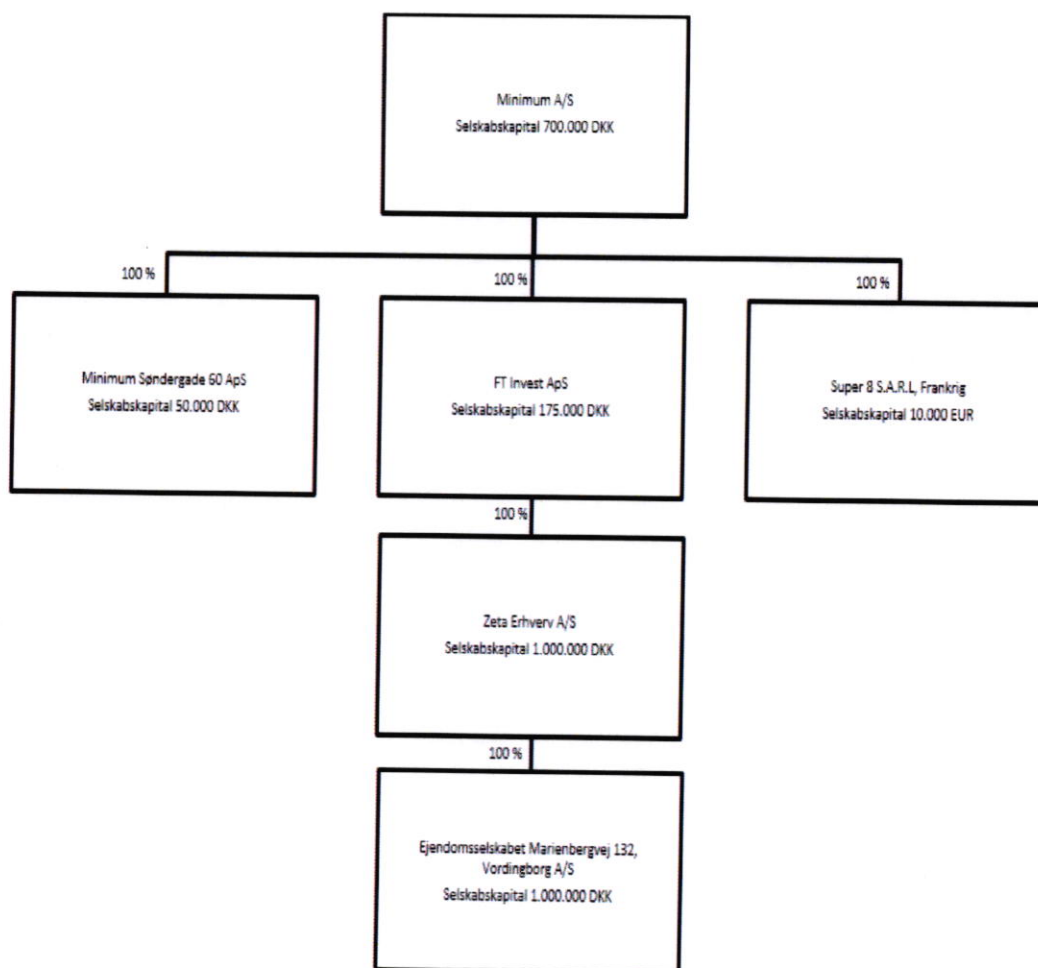 Minimum A/S
Selskabskapital 700.000 DKK
100 %
100 %
100 %
Minimum Søndergade 60 ApS
Selskabskapital 50.000 DKK
FT Invest ApS
Selskabskapital 175.000 DKK
Super 8 S.A.R.L, Frankrig
Selskabskapital 10.000 EUR
100 %
Zeta Erhverv A/S
Selskabskapital 1.000.000 DKK
100 %
Ejendomsselskabet Marienbergvej 132,
Vordingborg A/S
Selskabskapital 1.000.000 DKK